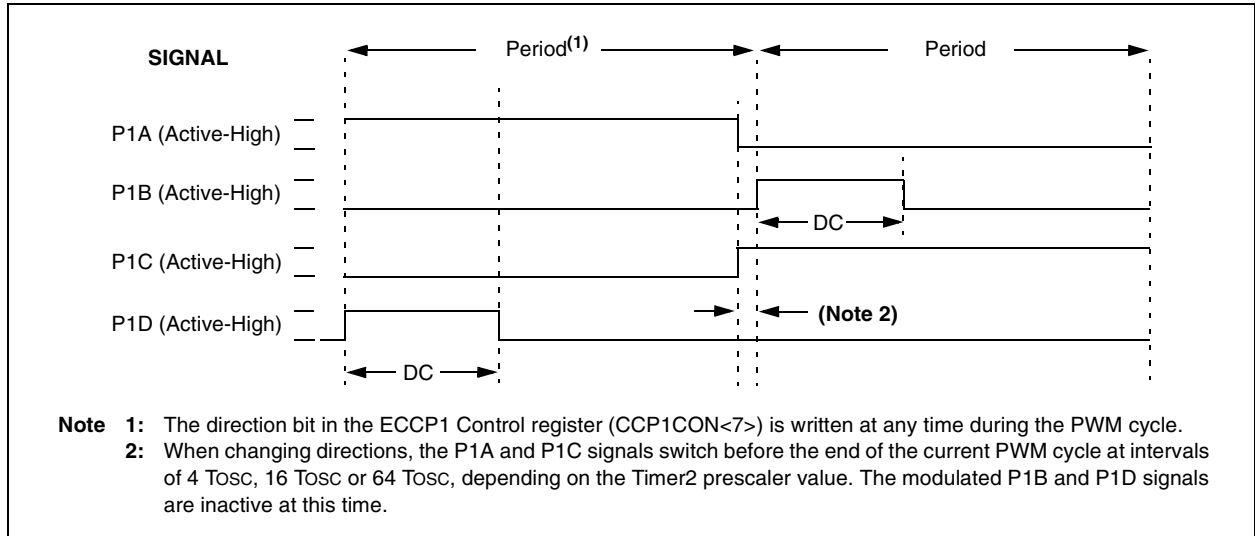 SIGNAL
Period(1)
Period
P1A (Active-High)
P1B (Active-High)
DC
P1C (Active-High)
P1D (Active-High)
(Note 2)
DC
Note 1: The direction bit in the ECCP1 Control register (CCP1CON<7>) is written at any time during the PWM cycle.
2: When changing directions, the P1A and P1C signals switch before the end of the current PWM cycle at intervals
of 4 TOSC, 16 TOSC or 64 TOSC, depending on the Timer2 prescaler value. The modulated P1B and P1D signals
are inactive at this time.